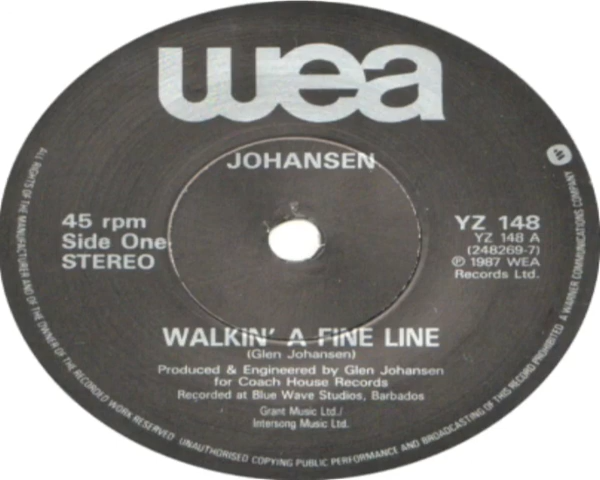 wea
JOHANSEN
45 rpm
Side One
STEREO
YZ 148
YZ 148 A
(248269-7)
℗ 1987 WEA
Records Ltd.
WALKIN' A FINE LINE
(Glen Johansen)
Produced & Engineered by Glen Johansen
for Coach House Records
Recorded at Blue Wave Studios, Barbados
Grant Music Ltd./
Intersong Music Ltd.
ALL RIGHTS OF THE MANUFACTURER AND OF THE OWNER OF THE RECORDED WORK RESERVED UNAUTHORISED COPYING PUBLIC PERFORMANCE AND BROADCASTING OF THIS RECORD PROHIBITED A WARNER COMMUNICATIONS COMPANY